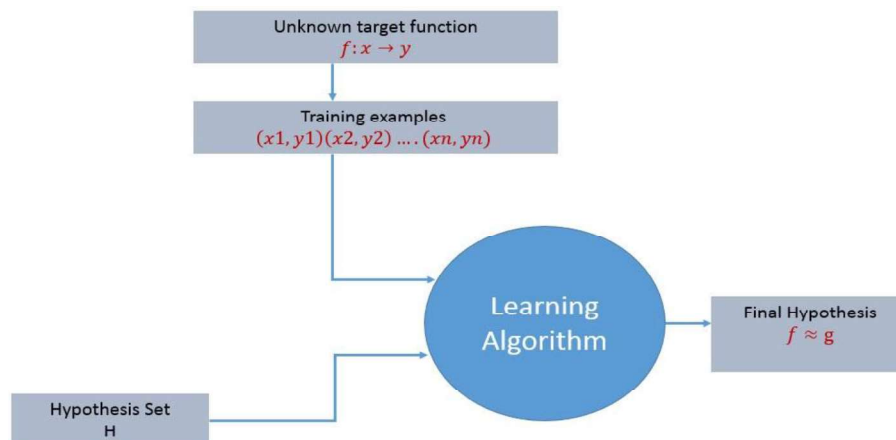 Unknown target function
f: x → y
Training examples
(x1, y1)(x2, y2) .... (xn, yn)
Learning
Algorithm
Final Hypothesis
f ≈ g
Hypothesis Set
H